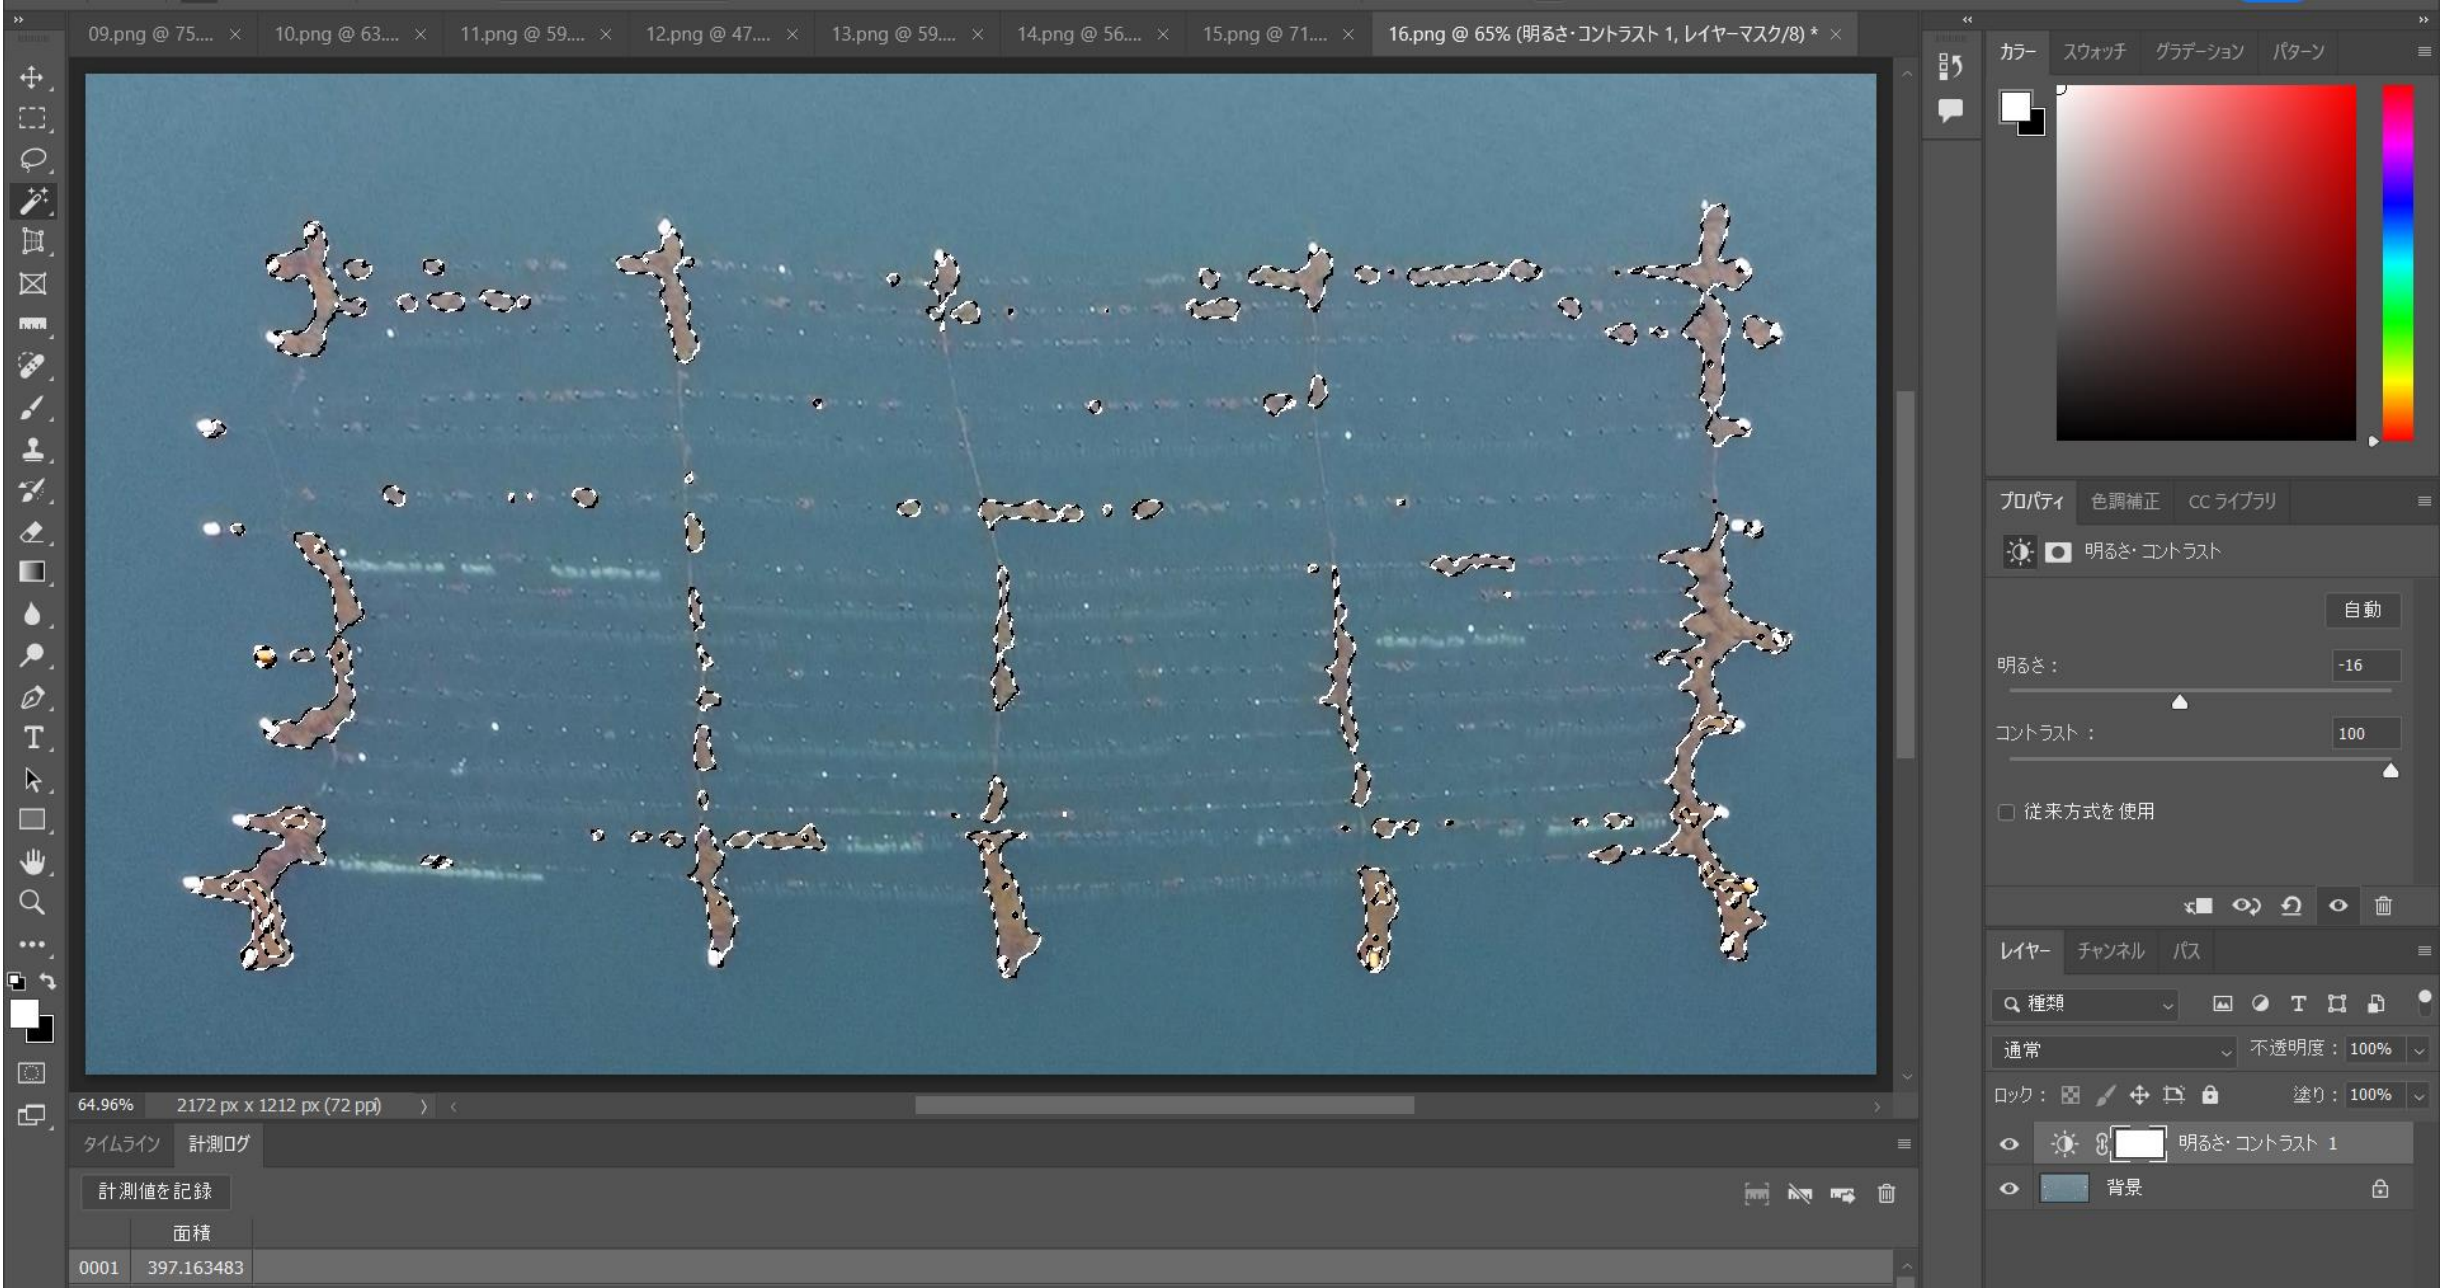 09.png @ 75.... ×
10.png @ 63.... ×
11.png @ 59.... ×
12.png @ 47.... ×
13.png @ 59.... ×
14.png @ 56.... ×
15.png @ 71.... ×
16.png @ 65% (明るさ・コントラスト 1, レイヤーマスク/8) * ×
カラー スウォッチ グラデーション パターン
プロパティ 色調補正 CC ライブラリ
明るさ・コントラスト
自動
明るさ : -16
コントラスト : 100
従来方式を使用
レイヤー チャンネル パス
種類
通常 不透明度 : 100%
ロック : 塗り : 100%
明るさ・コントラスト 1
背景
64.96% 2172 px x 1212 px (72 ppi)
タイムライン 計測ログ
計測値を記録
面積
0001 397.163483